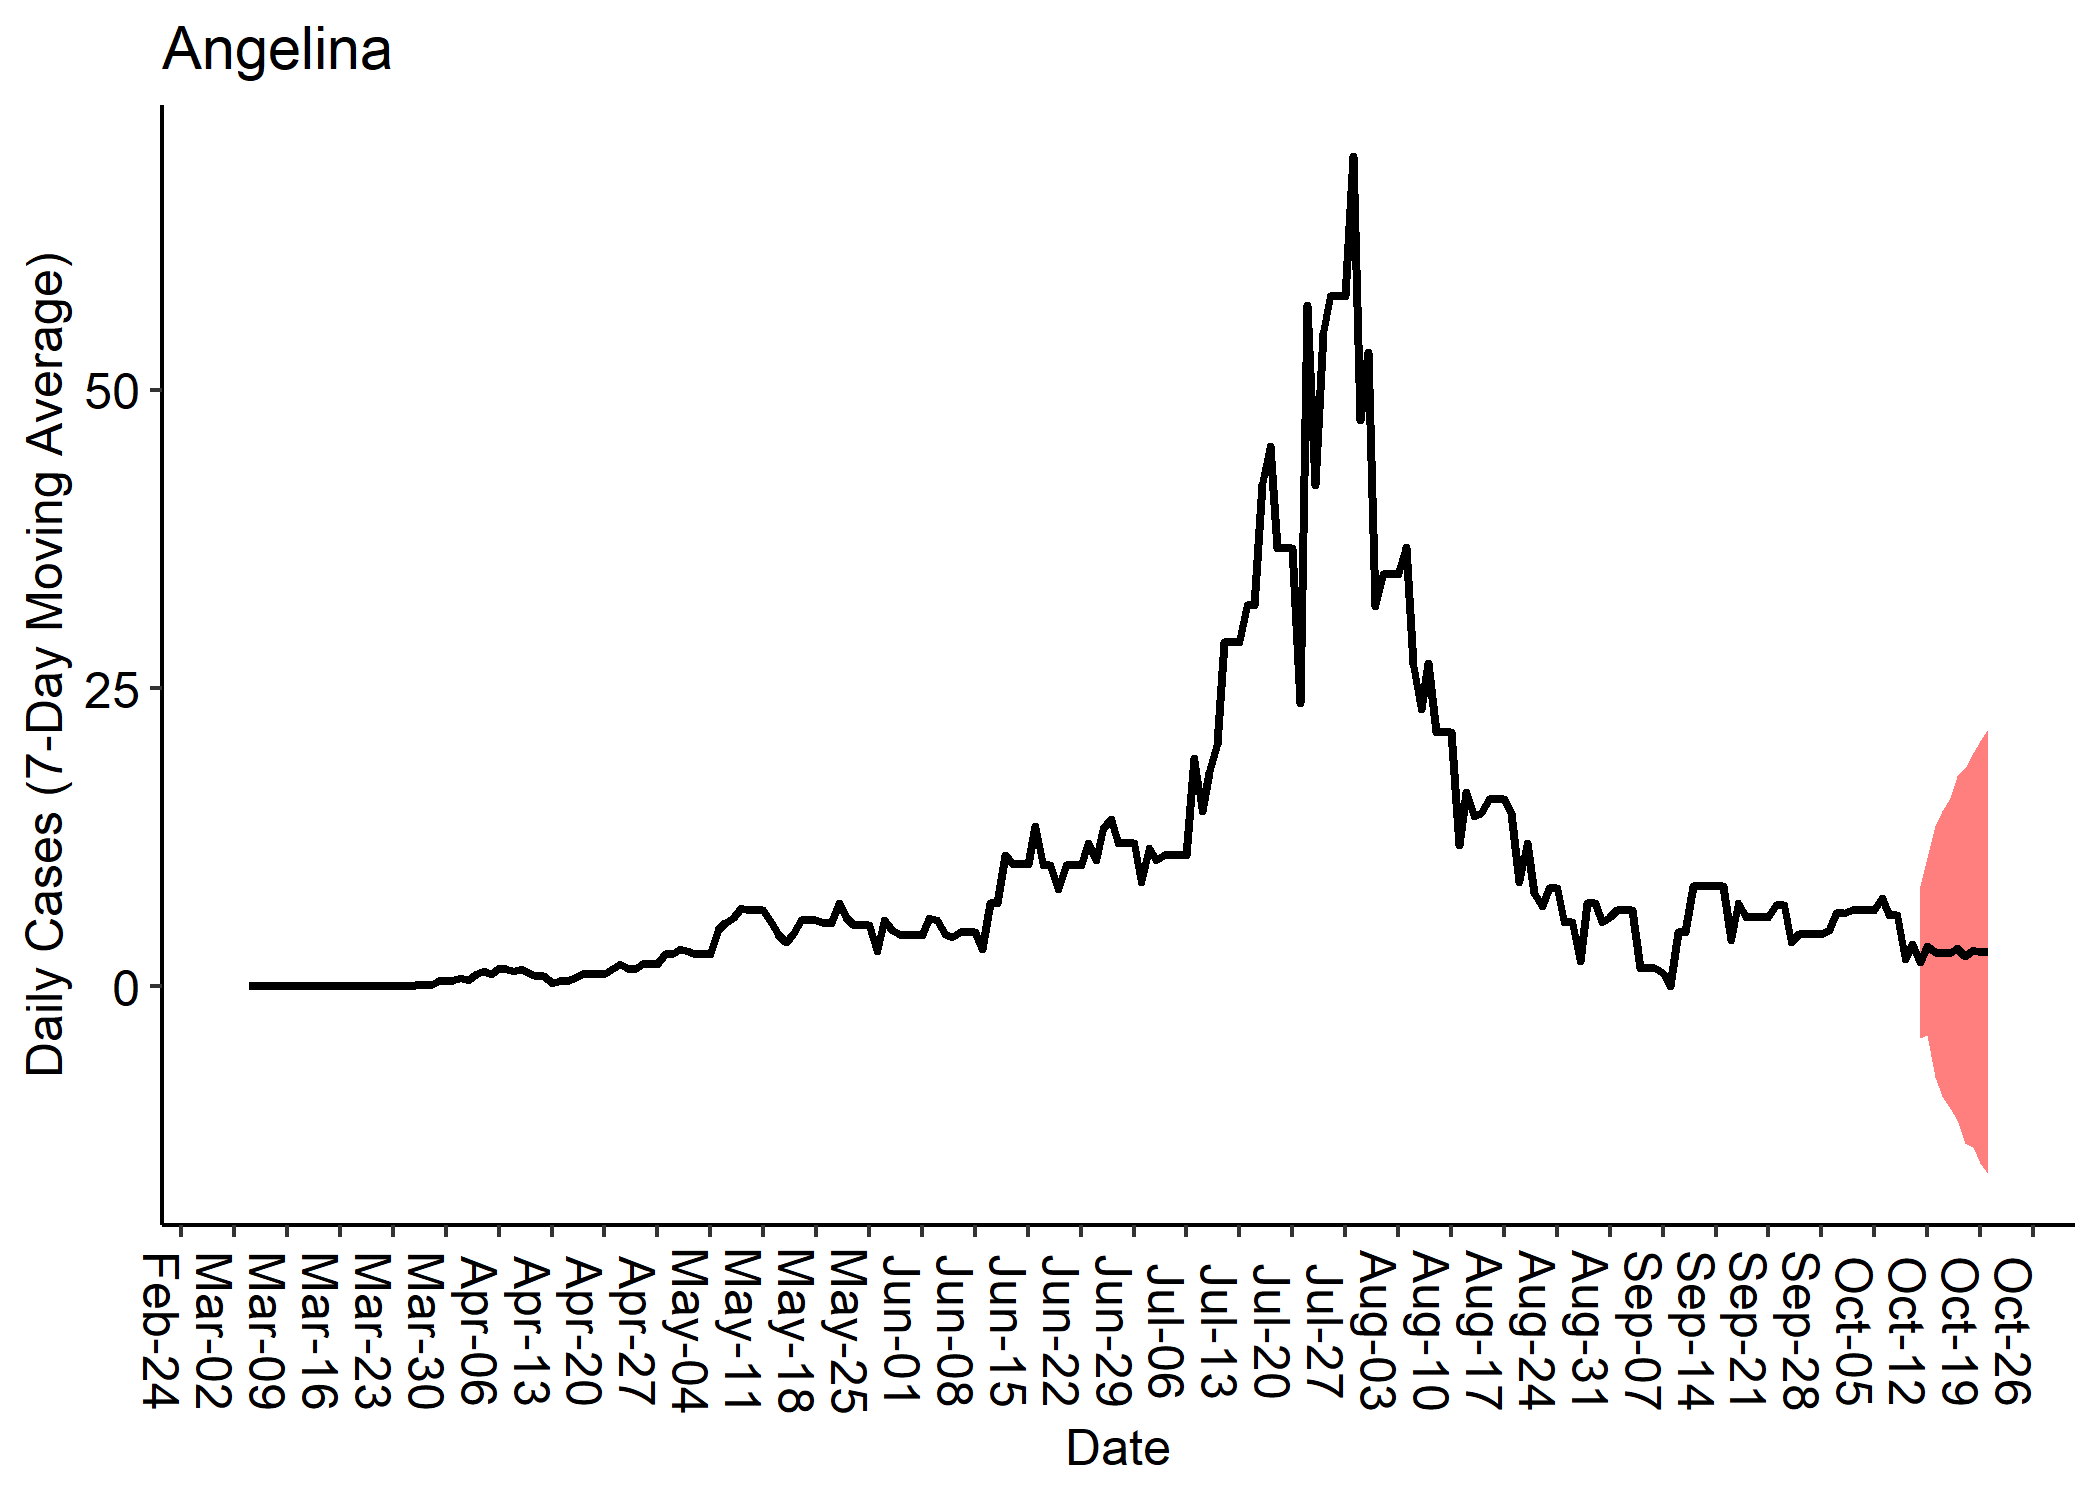 Angelina
Daily Cases (7-Day Moving Average)
50
25
0
Feb-24
Mar-02
Mar-09
Mar-16
Mar-23
Mar-30
Apr-06
Apr-13
Apr-20
Apr-27
May-04
May-11
May-18
May-25
Jun-01
Jun-08
Jun-15
Jun-22
Jun-29
Jul-06
Jul-13
Jul-20
Jul-27
Aug-03
Aug-10
Aug-17
Aug-24
Aug-31
Sep-07
Sep-14
Sep-21
Sep-28
Oct-05
Oct-12
Oct-19
Oct-26
Date